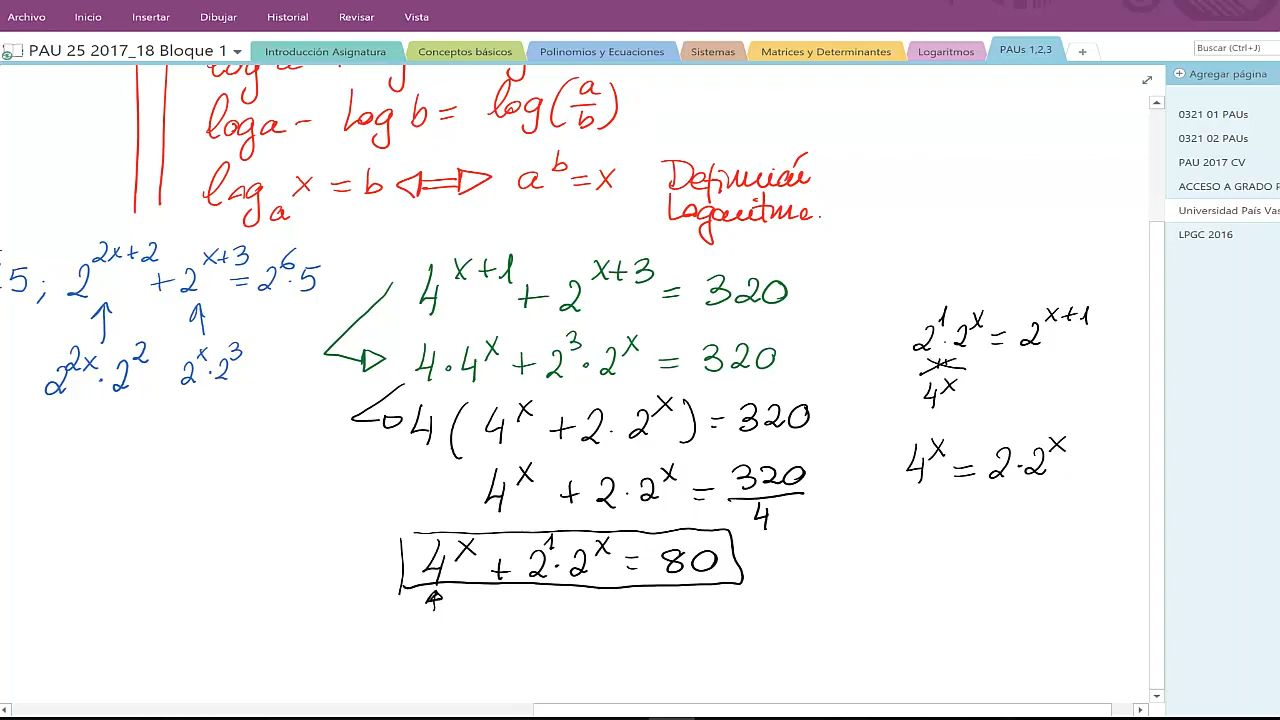 Archivo Inicio Insertar Dibujar Historial Revisar Vista
PAU 25 2017_18 Bloque 1 Introducción Asignatura Conceptos básicos Polinomios y Ecuaciones Sistemas Matrices y Determinantes Logaritmos PAUs 1,2,3 Buscar (Ctrl+J)
Agregar página
0321 01 PAUs
0321 02 PAUs
PAU 2017 CV
ACCESO A GRADO P
Universidad País Vas
LPGC 2016
log a - log b = log(a/b)
log_a x = b ⇔ a^b = x Definición
Logaritmo.
5 ; 2^(2x+2) + 2^(x+3) = 2^6·5
2^(2x)·2^2 2^x·2^3
4^(x+1) + 2^(x+3) = 320
4·4^x + 2^3·2^x = 320
4(4^x + 2·2^x) = 320
4^x + 2·2^x = 320/4
4^x + 2^1·2^x = 80
2^1·2^x = 2^(x+1)
4^x
4^x = 2·2^x